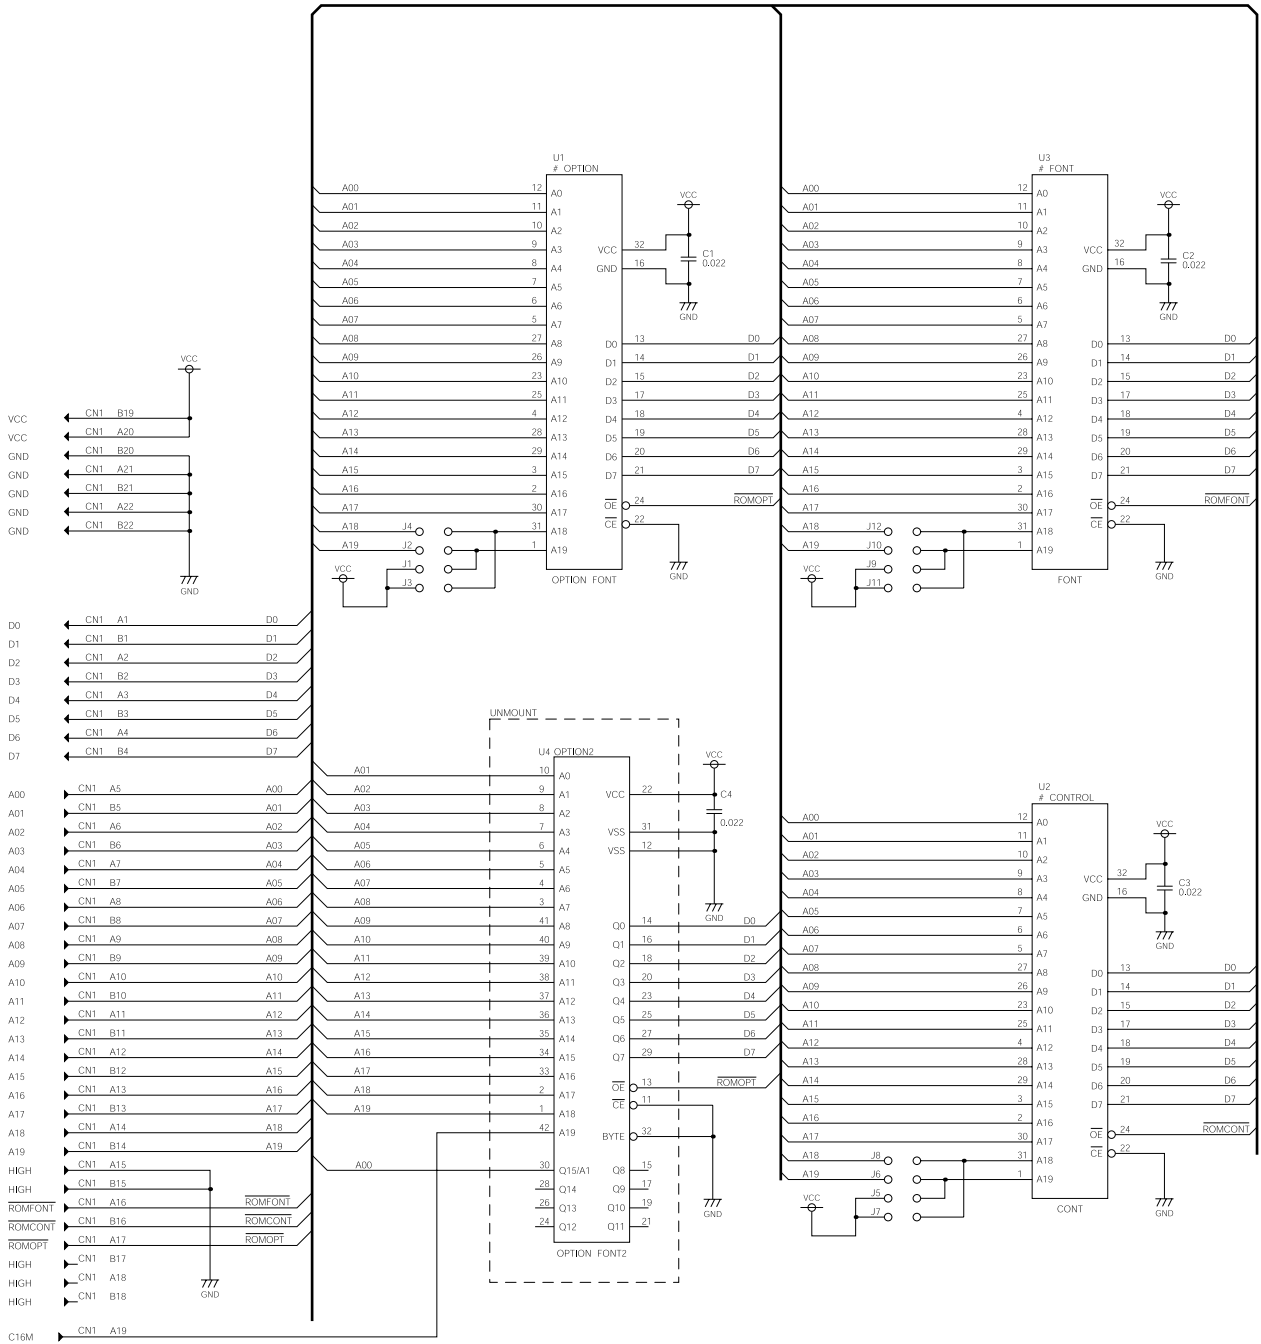 U1
# OPTION
A00 12 A0
A01 11 A1
A02 10 A2
A03 9 A3
A04 8 A4
A05 7 A5
A06 6 A6
A07 5 A7
A08 27 A8
A09 26 A9
A10 23 A10
A11 25 A11
A12 4 A12
A13 28 A13
A14 29 A14
A15 3 A15
A16 2 A16
A17 30 A17
A18 J4 31 A18
A19 J2 1 A19
VCC J1
J3
VCC 32
GND 16
VCC
C1
0.022
GND
D0 13 D0
D1 14 D1
D2 15 D2
D3 17 D3
D4 18 D4
D5 19 D5
D6 20 D6
D7 21 D7
OE 24 ROMOPT
CE 22
GND
OPTION FONT
U3
# FONT
A00 12 A0
A01 11 A1
A02 10 A2
A03 9 A3
A04 8 A4
A05 7 A5
A06 6 A6
A07 5 A7
A08 27 A8
A09 26 A9
A10 23 A10
A11 25 A11
A12 4 A12
A13 28 A13
A14 29 A14
A15 3 A15
A16 2 A16
A17 30 A17
A18 J12 31 A18
A19 J10 1 A19
VCC J9
J11
VCC 32
GND 16
VCC
C2
0.022
GND
D0 13 D0
D1 14 D1
D2 15 D2
D3 17 D3
D4 18 D4
D5 19 D5
D6 20 D6
D7 21 D7
OE 24 ROMFONT
CE 22
GND
FONT
VCC
VCC CN1 B19
VCC CN1 A20
GND CN1 B20
GND CN1 A21
GND CN1 B21
GND CN1 A22
GND CN1 B22
GND
D0 CN1 A1 D0
D1 CN1 B1 D1
D2 CN1 A2 D2
D3 CN1 B2 D3
D4 CN1 A3 D4
D5 CN1 B3 D5
D6 CN1 A4 D6
D7 CN1 B4 D7
A00 CN1 A5 A00
A01 CN1 B5 A01
A02 CN1 A6 A02
A03 CN1 B6 A03
A04 CN1 A7 A04
A05 CN1 B7 A05
A06 CN1 A8 A06
A07 CN1 B8 A07
A08 CN1 A9 A08
A09 CN1 B9 A09
A10 CN1 A10 A10
A11 CN1 B10 A11
A12 CN1 A11 A12
A13 CN1 B11 A13
A14 CN1 A12 A14
A15 CN1 B12 A15
A16 CN1 A13 A16
A17 CN1 B13 A17
A18 CN1 A14 A18
A19 CN1 B14 A19
HIGH CN1 A15
HIGH CN1 B15
ROMFONT CN1 A16 ROMFONT
ROMCONT CN1 B16 ROMCONT
ROMOPT CN1 A17 ROMOPT
HIGH CN1 B17
HIGH CN1 A18
HIGH CN1 B18
GND
C16M CN1 A19
UNMOUNT
U4 OPTION2
A01 10 A0
A02 9 A1
A03 8 A2
A04 7 A3
A05 6 A4
A06 5 A5
A07 4 A6
A08 3 A7
A09 41 A8
A10 40 A9
A11 39 A10
A12 38 A11
A13 37 A12
A14 36 A13
A15 35 A14
A16 34 A15
A17 33 A16
A18 2 A17
A19 1 A18
42 A19
A00 30 Q15/A1
28 Q14
26 Q13
24 Q12
VCC 22
VSS 31
VSS 12
VCC
C4
0.022
GND
Q0 14 D0
Q1 16 D1
Q2 18 D2
Q3 20 D3
Q4 23 D4
Q5 25 D5
Q6 27 D6
Q7 29 D7
OE 13 ROMOPT
CE 11
BYTE 32
Q8 15
Q9 17
Q10 19
Q11 21
GND
OPTION FONT2
U2
# CONTROL
A00 12 A0
A01 11 A1
A02 10 A2
A03 9 A3
A04 8 A4
A05 7 A5
A06 6 A6
A07 5 A7
A08 27 A8
A09 26 A9
A10 23 A10
A11 25 A11
A12 4 A12
A13 28 A13
A14 29 A14
A15 3 A15
A16 2 A16
A17 30 A17
A18 J8 31 A18
A19 J6 1 A19
VCC J5
J7
VCC 32
GND 16
VCC
C3
0.022
GND
D0 13 D0
D1 14 D1
D2 15 D2
D3 17 D3
D4 18 D4
D5 19 D5
D6 20 D6
D7 21 D7
OE 24 ROMCONT
CE 22
GND
CONT